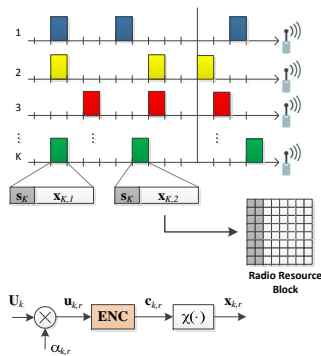 1
2
3
⋮ ⋮ ⋮
K
s_K x_{K,1} s_K x_{K,2}
Radio Resource
Block
U_k u_{k,r} ENC c_{k,r} χ(·) x_{k,r}
α_{k,r}